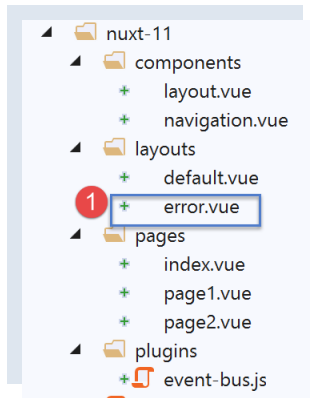 nuxt-11
components
layout.vue
navigation.vue
layouts
default.vue
1 error.vue
pages
index.vue
page1.vue
page2.vue
plugins
event-bus.js